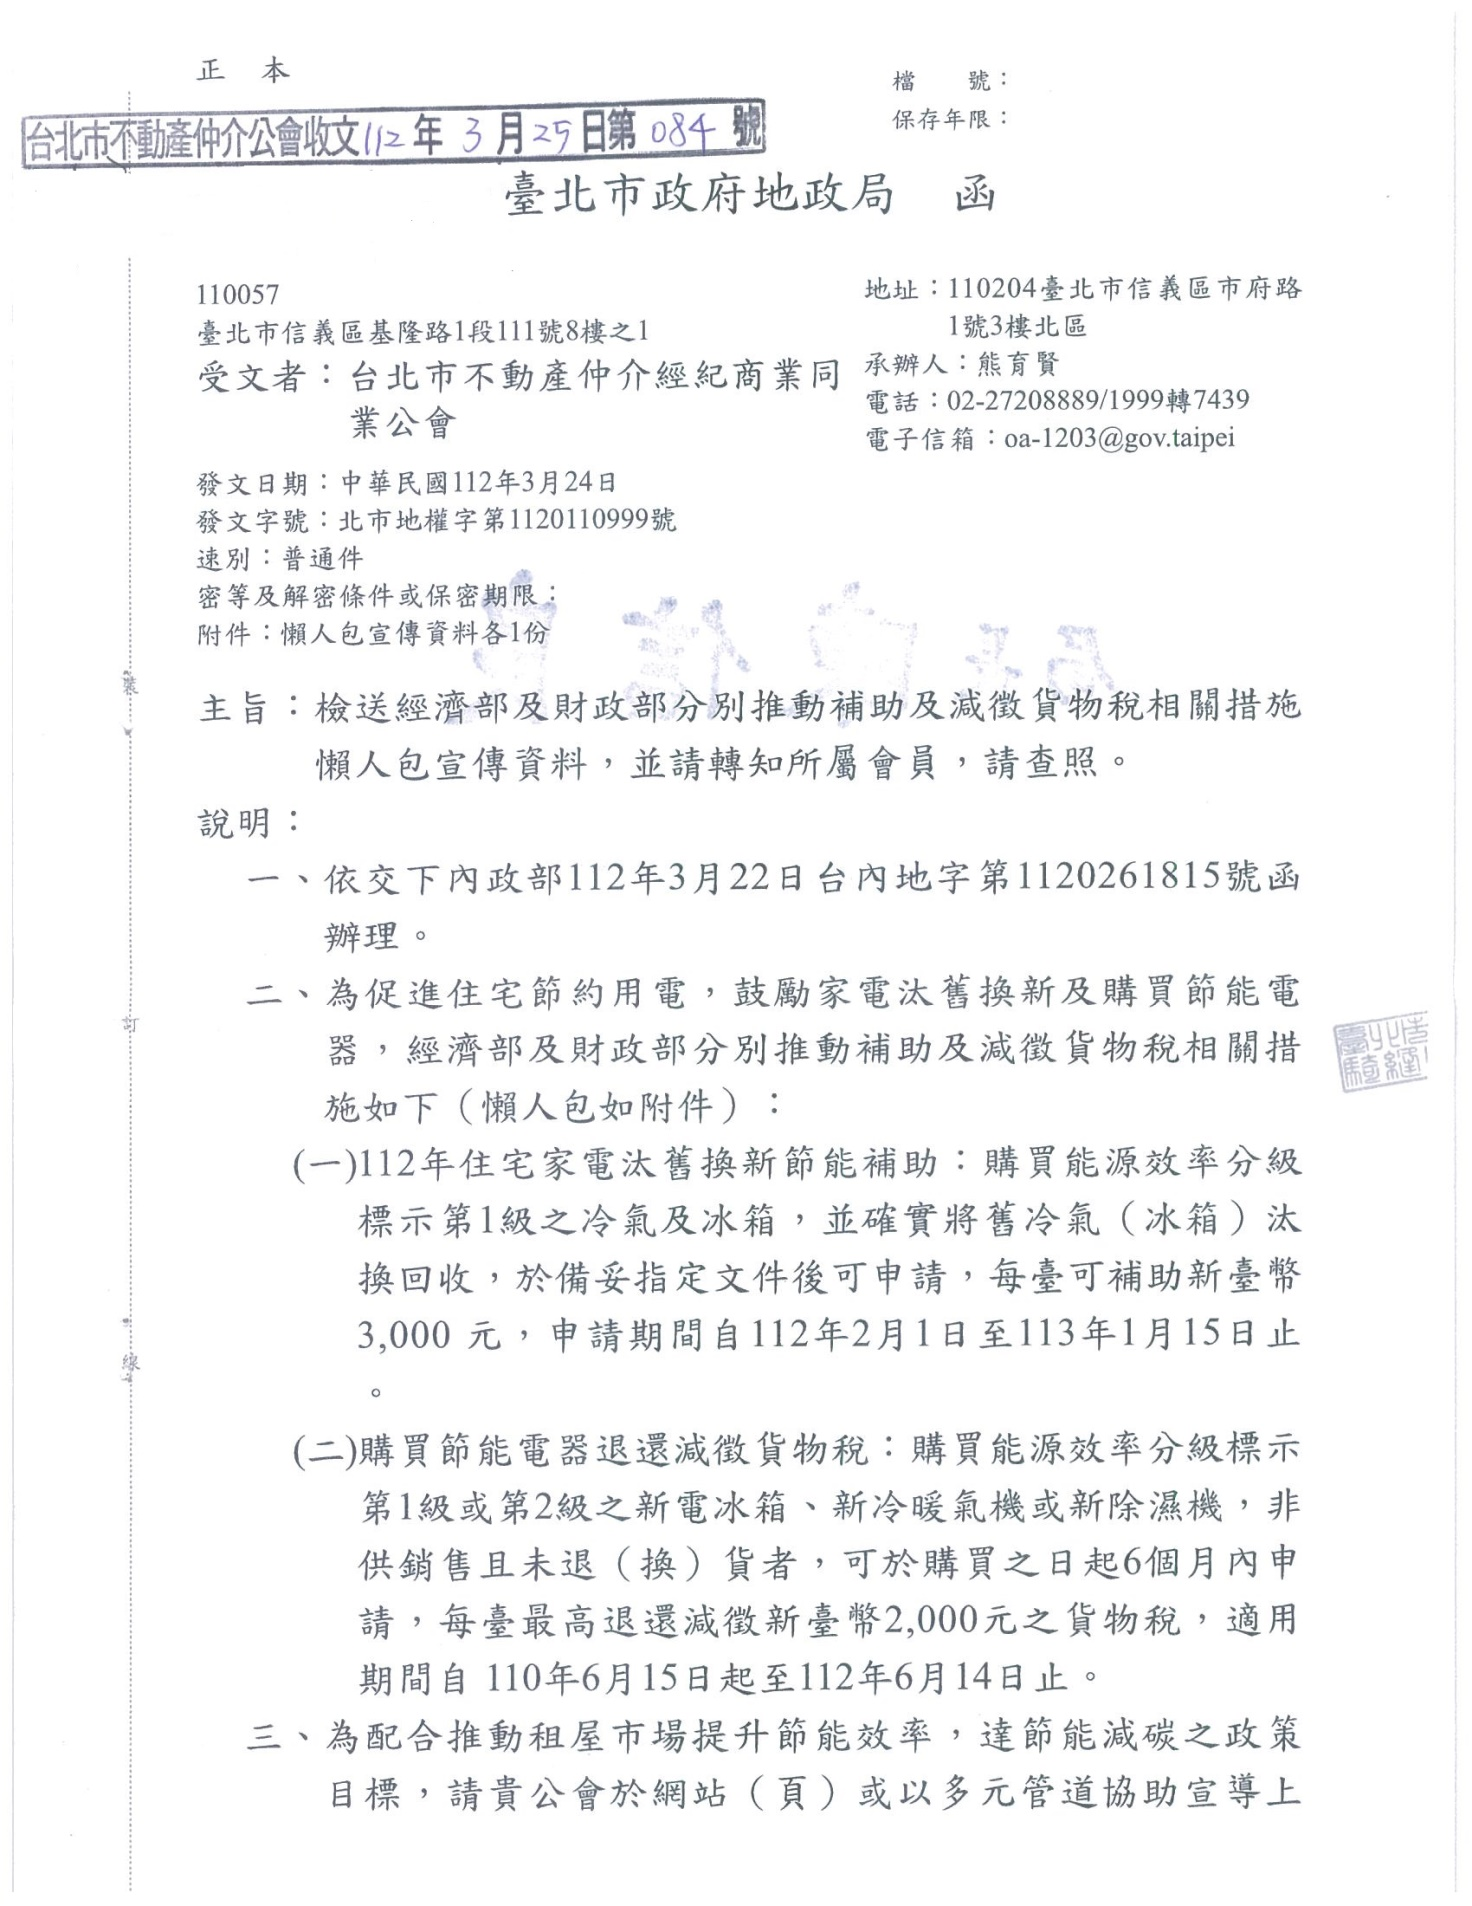 正 本
檔 號：
保存年限：
台北市不動產仲介公會收文112年3月25日第084號
臺北市政府地政局 函
110057
臺北市信義區基隆路1段111號8樓之1
受文者：台北市不動產仲介經紀商業同
業公會
地址：110204臺北市信義區市府路
1號3樓北區
承辦人：熊育賢
電話：02-27208889/1999轉7439
電子信箱：oa-1203@gov.taipei
發文日期：中華民國112年3月24日
發文字號：北市地權字第1120110999號
速別：普通件
密等及解密條件或保密期限：
附件：懶人包宣傳資料各1份
主旨：檢送經濟部及財政部分別推動補助及減徵貨物稅相關措施
懶人包宣傳資料，並請轉知所屬會員，請查照。
說明：
一、依交下內政部112年3月22日台內地字第1120261815號函
辦理。
二、為促進住宅節約用電，鼓勵家電汰舊換新及購買節能電
器，經濟部及財政部分別推動補助及減徵貨物稅相關措
施如下（懶人包如附件）：
(一)112年住宅家電汰舊換新節能補助：購買能源效率分級
標示第1級之冷氣及冰箱，並確實將舊冷氣（冰箱）汰
換回收，於備妥指定文件後可申請，每臺可補助新臺幣
3,000 元，申請期間自112年2月1日至113年1月15日止
。
(二)購買節能電器退還減徵貨物稅：購買能源效率分級標示
第1級或第2級之新電冰箱、新冷暖氣機或新除濕機，非
供銷售且未退（換）貨者，可於購買之日起6個月內申
請，每臺最高退還減徵新臺幣2,000元之貨物稅，適用
期間自 110年6月15日起至112年6月14日止。
三、為配合推動租屋市場提升節能效率，達節能減碳之政策
目標，請貴公會於網站（頁）或以多元管道協助宣導上
裝
訂
線